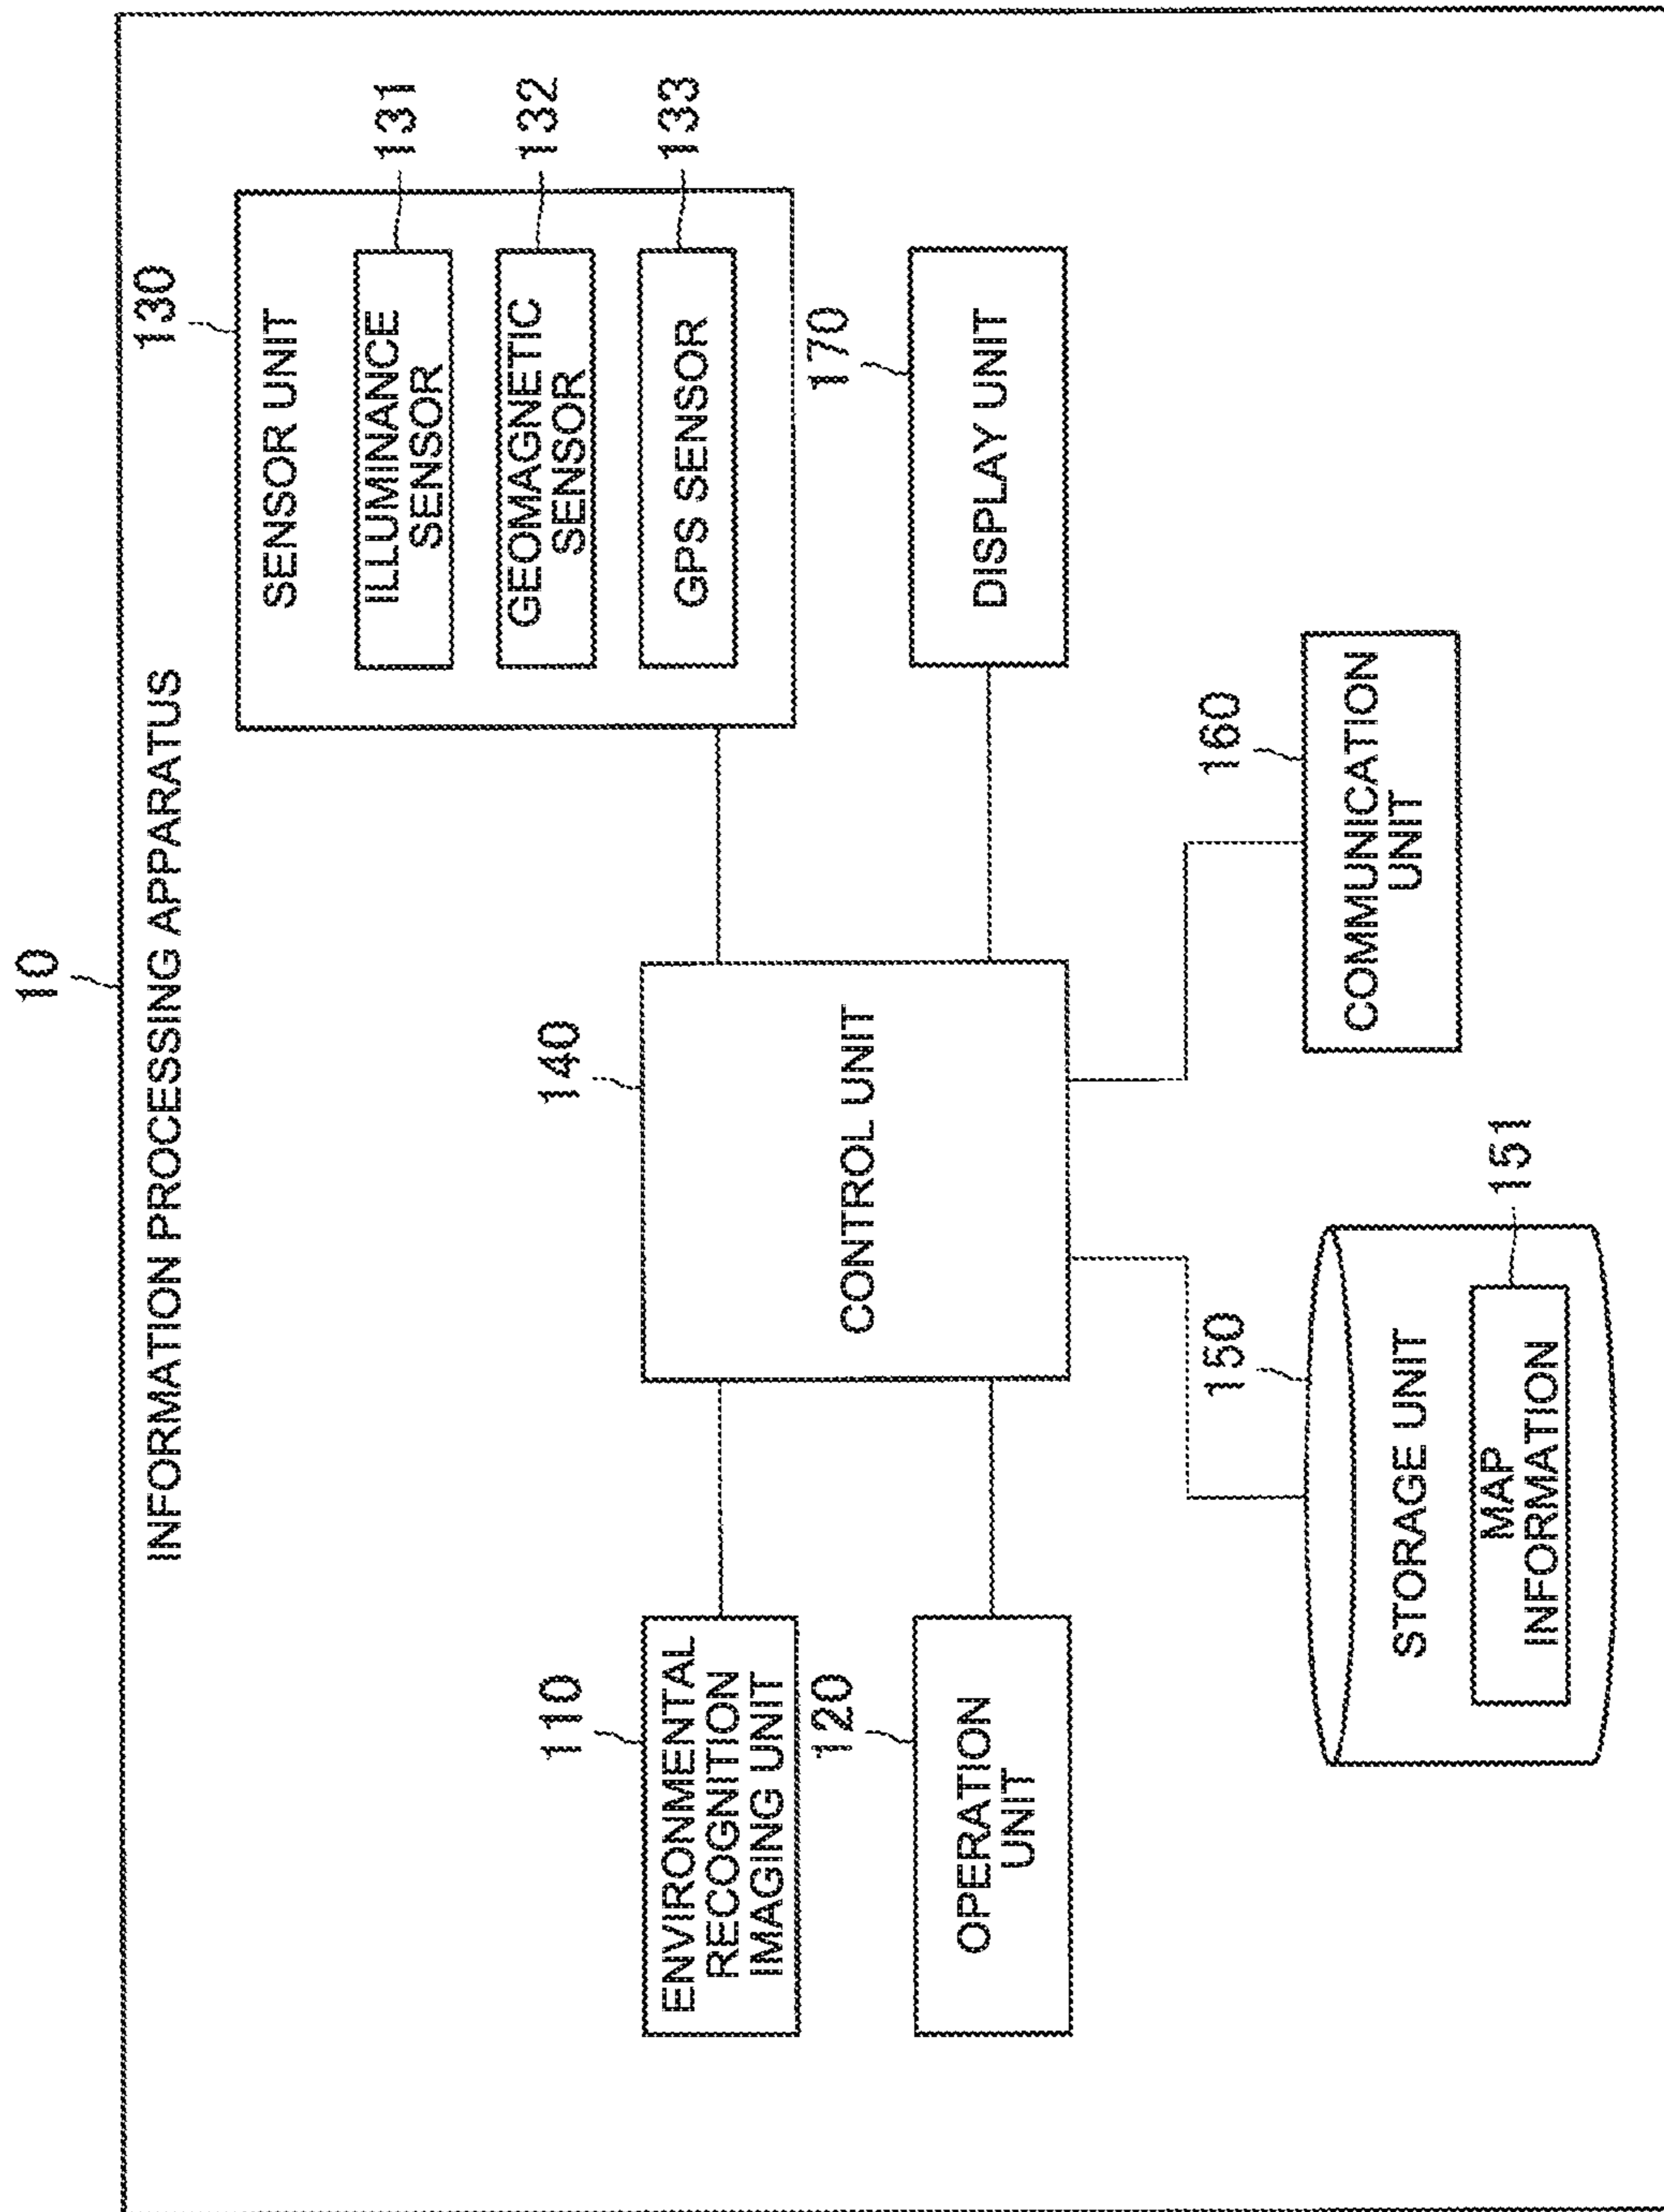 10
INFORMATION PROCESSING APPARATUS
130
SENSOR UNIT
ILLUMINANCE
SENSOR
131
GEOMAGNETIC
SENSOR
132
GPS SENSOR
133
110
ENVIRONMENTAL
RECOGNITION
IMAGING UNIT
140
CONTROL UNIT
120
OPERATION
UNIT
170
DISPLAY UNIT
150
STORAGE UNIT
MAP
INFORMATION
151
160
COMMUNICATION
UNIT